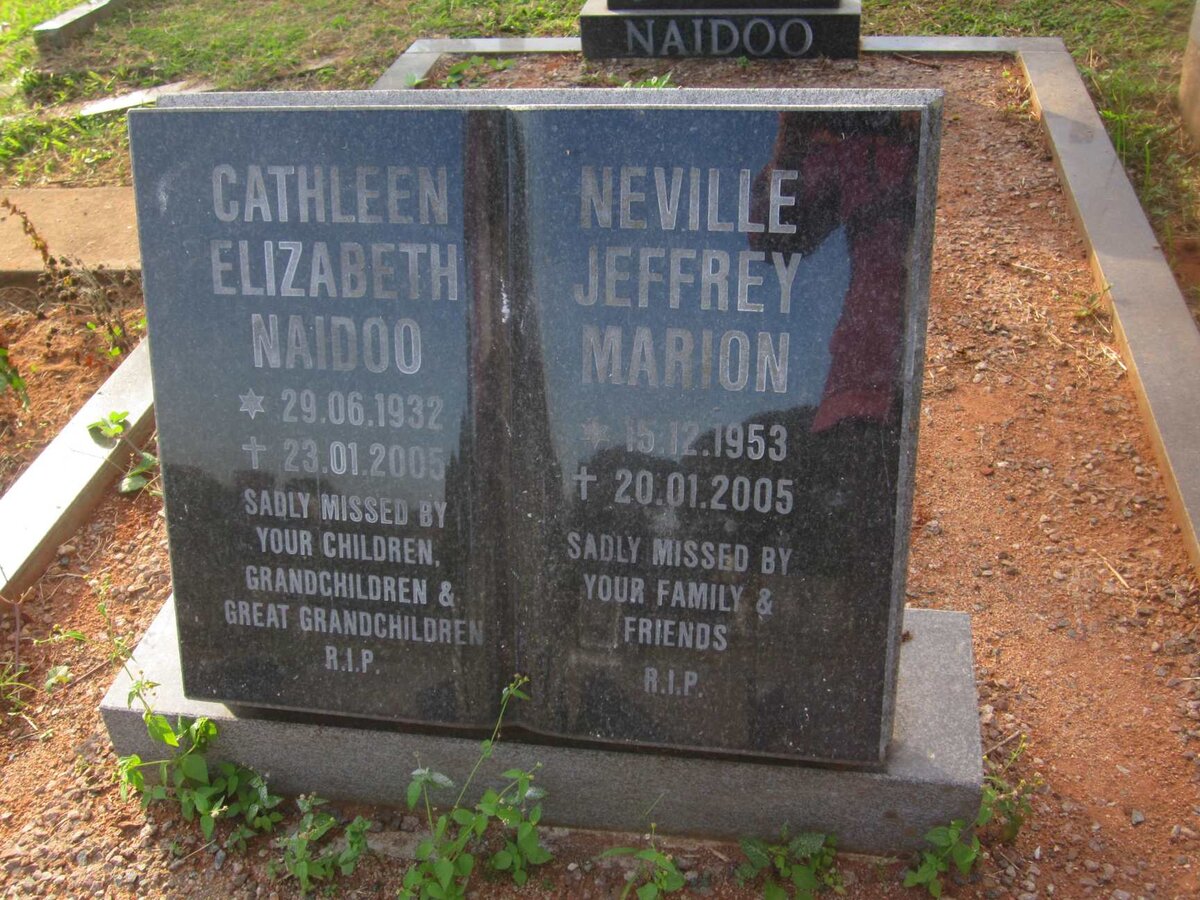 NAIDOO
CATHLEEN
ELIZABETH
NAIDOO
✡ 29.06.1932
✝ 23.01.2005
SADLY MISSED BY
YOUR CHILDREN,
GRANDCHILDREN &
GREAT GRANDCHILDREN
R.I.P.
NEVILLE
JEFFREY
MARION
✡ 15.12.1953
✝ 20.01.2005
SADLY MISSED BY
YOUR FAMILY &
FRIENDS
R.I.P.